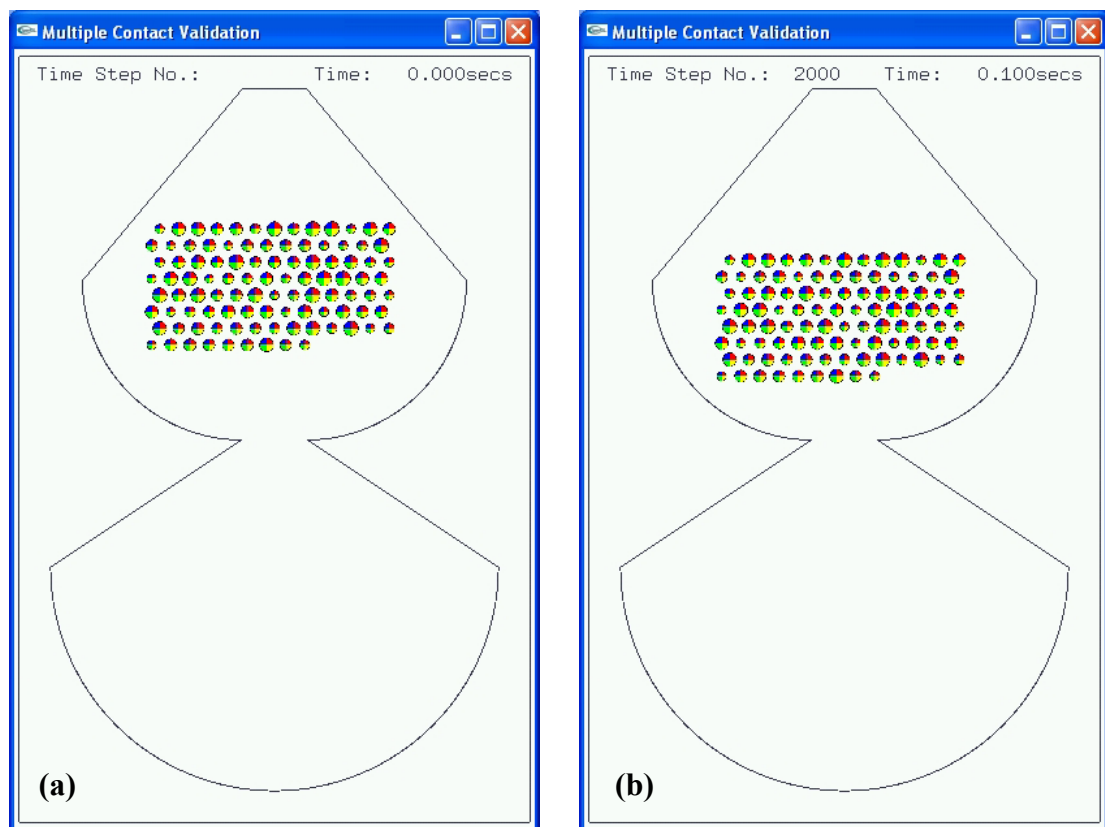 Multiple Contact Validation
Time Step No.: Time: 0.000secs
(a)
Multiple Contact Validation
Time Step No.: 2000 Time: 0.100secs
(b)